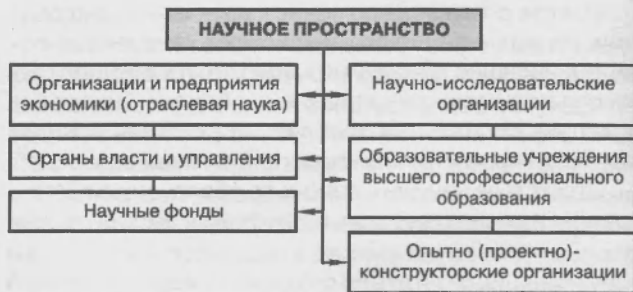 НАУЧНОЕ ПРОСТРАНСТВО
Организации и предприятия
экономики (отраслевая наука)
Научно-исследовательские
организации
Органы власти и управления
Образовательные учреждения
высшего профессионального
образования
Научные фонды
Опытно (проектно)-
конструкторские организации